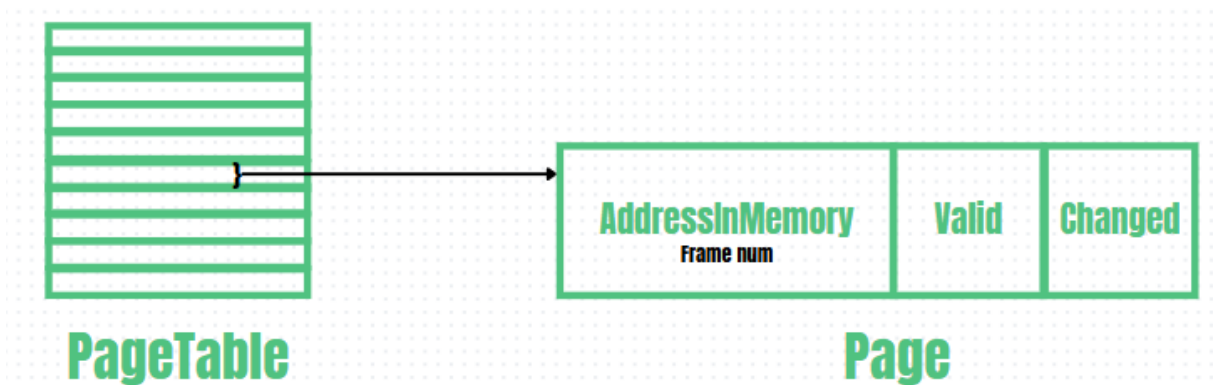 }
AddressInMemory
Valid
Changed
Frame num
PageTable
Page